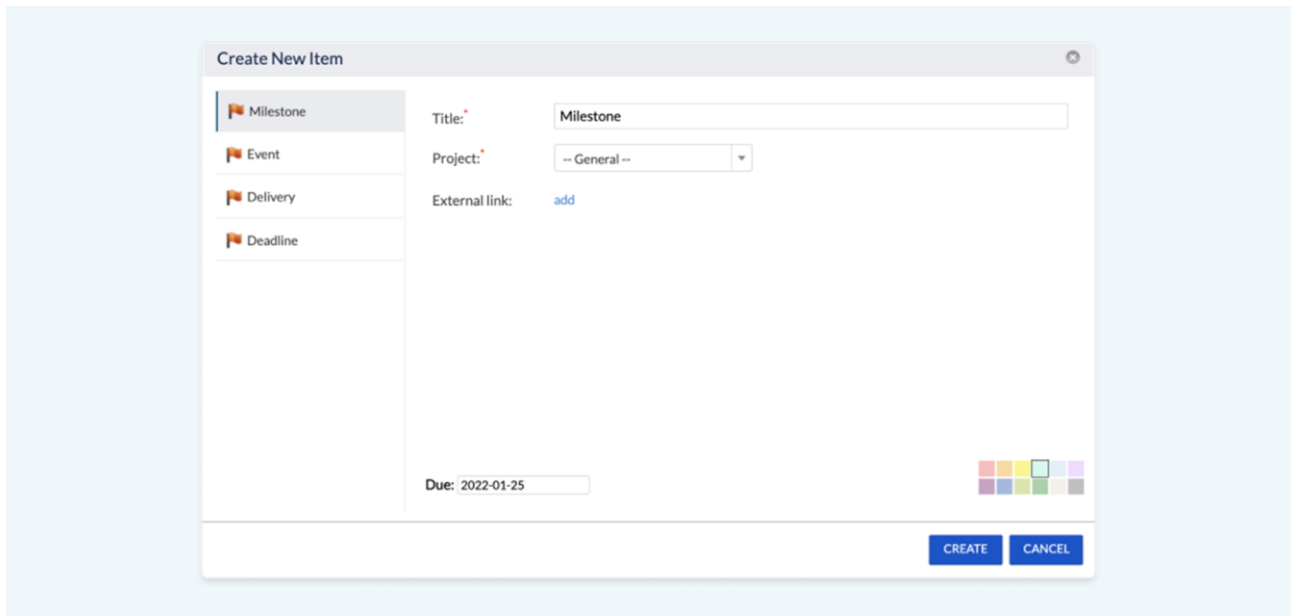 Create New Item
Milestone
Event
Delivery
Deadline
Title:* Milestone
Project:* -- General --
External link: add
Due: 2022-01-25
CREATE CANCEL